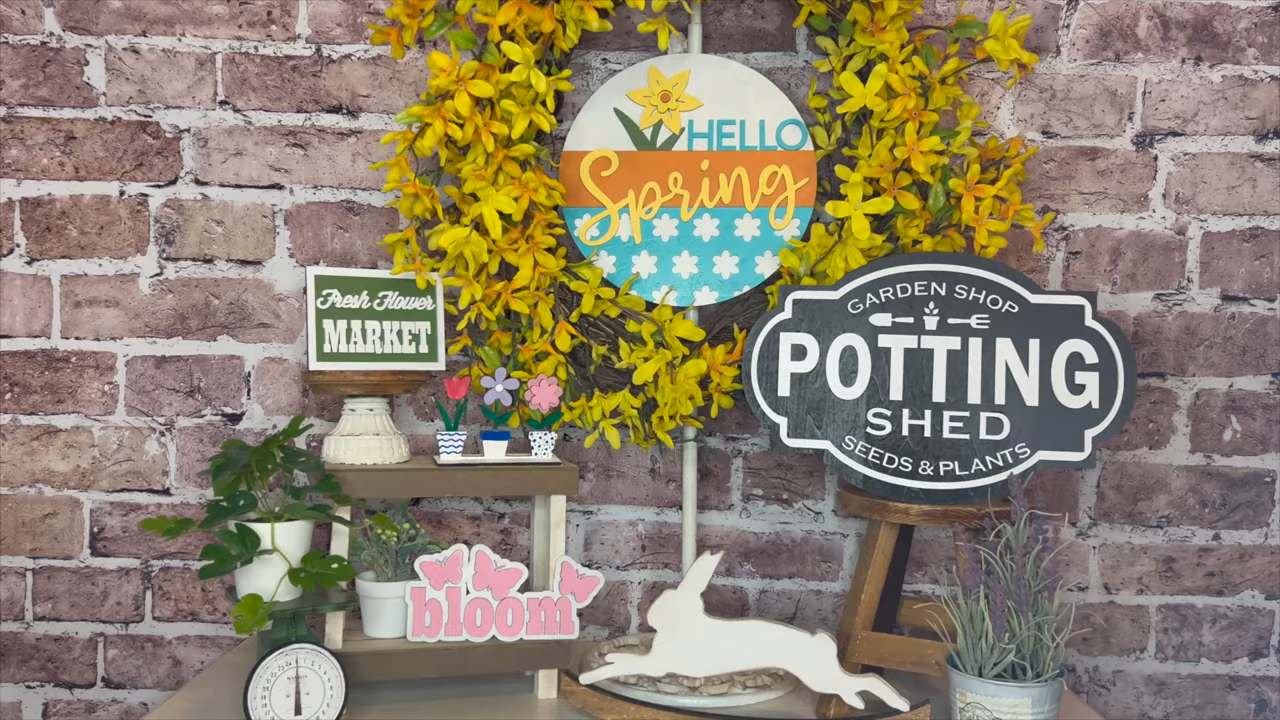 HELLO
Spring
Fresh Flower
MARKET
GARDEN SHOP
POTTING
SHED
SEEDS & PLANTS
bloom